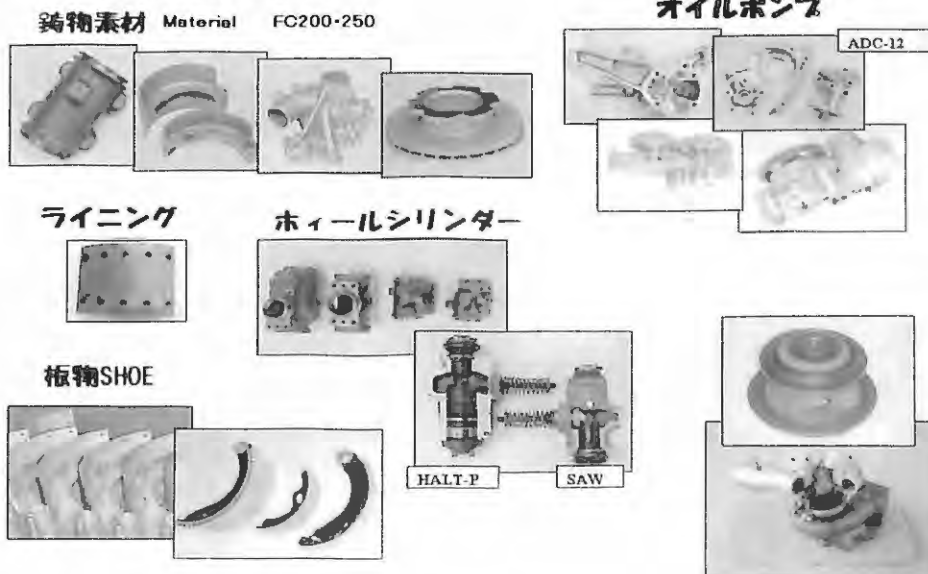 鋳物素材 Material FC200・250
オイルポンプ
ADC-12
ライニング
ホィールシリンダー
板物SHOE
HALT-P
SAW